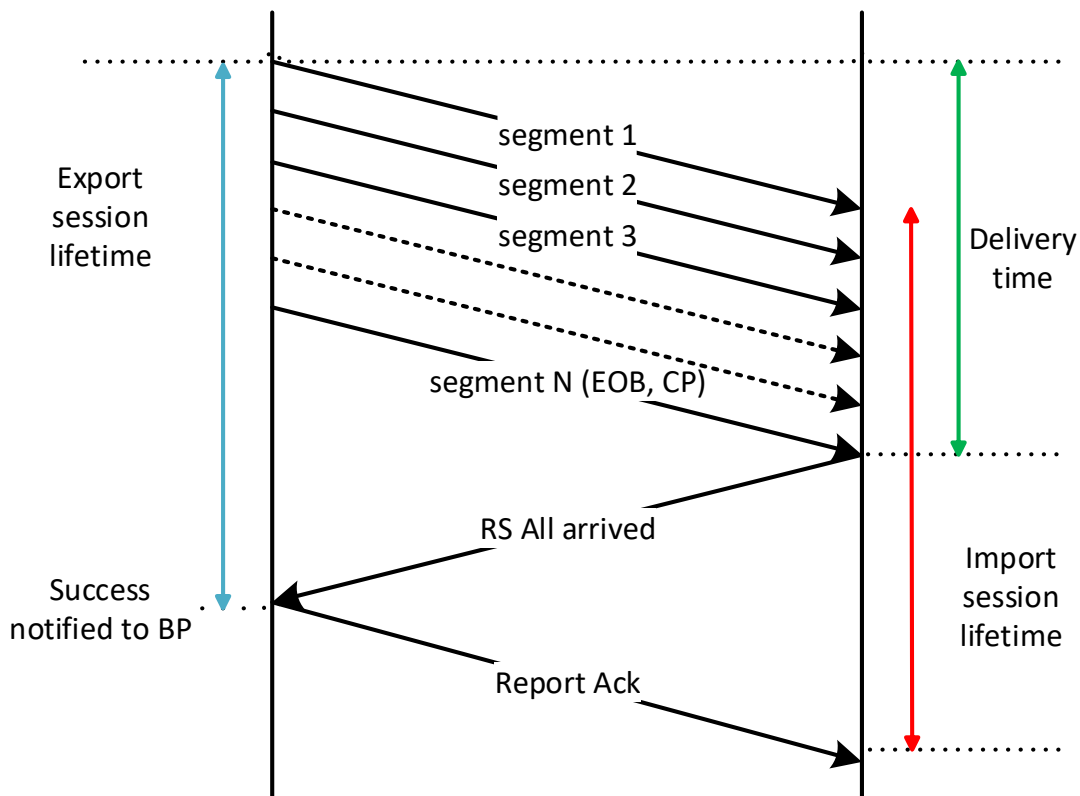 segment 1
segment 2
segment 3
Export
session
lifetime
Delivery
time
segment N (EOB, CP)
RS All arrived
Success
notified to BP
Import
session
lifetime
Report Ack